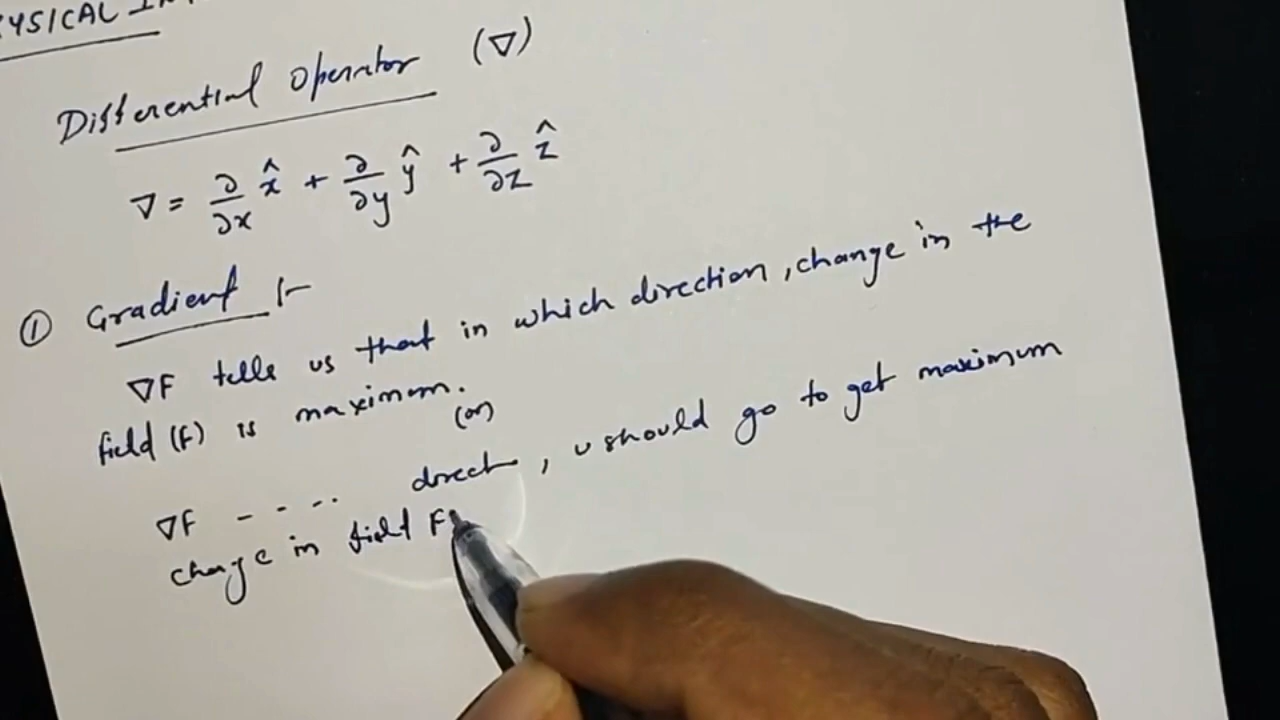 YSICAL IN
Differential Operator (∇)
∇ = ∂/∂x x̂ + ∂/∂y ŷ + ∂/∂z ẑ
① Gradient :-
∇F tells us that in which direction, change in the
field (F) is maximum.
(or)
∇F - - - .. direct , u should go to get maximum
change in field F